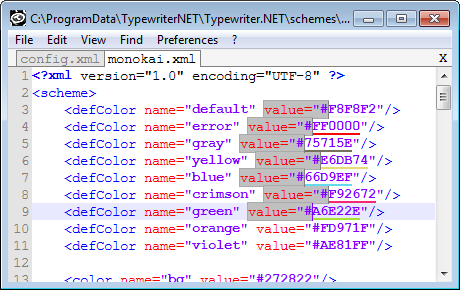 C:\ProgramData\TypewriterNET\Typewriter.NET\schemes\...
File Edit View Find Preferences ?
config.xml monokai.xml X
1 <?xml version="1.0" encoding="UTF-8" ?>
2 <scheme>
3 <defColor name="default" value="#F8F8F2"/>
4 <defColor name="error" value="#FF0000"/>
5 <defColor name="gray" value="#75715E"/>
6 <defColor name="yellow" value="#E6DB74"/>
7 <defColor name="blue" value="#66D9EF"/>
8 <defColor name="crimson" value="#F92672"/>
9 <defColor name="green" value="#A6E22E"/>
10 <defColor name="orange" value="#FD971F"/>
11 <defColor name="violet" value="#AE81FF"/>
12
13 <color name="bg" value="#272822"/>